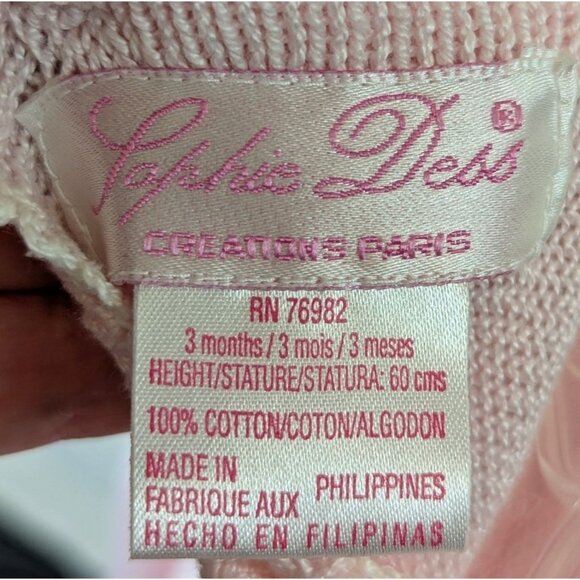 Sophie Dess ®
CREATIONS PARIS
RN 76982
3 months / 3 mois / 3 meses
HEIGHT/STATURE/STATURA: 60 cms
100% COTTON/COTON/ALGODON
MADE IN
FABRIQUE AUX PHILIPPINES
HECHO EN FILIPINAS